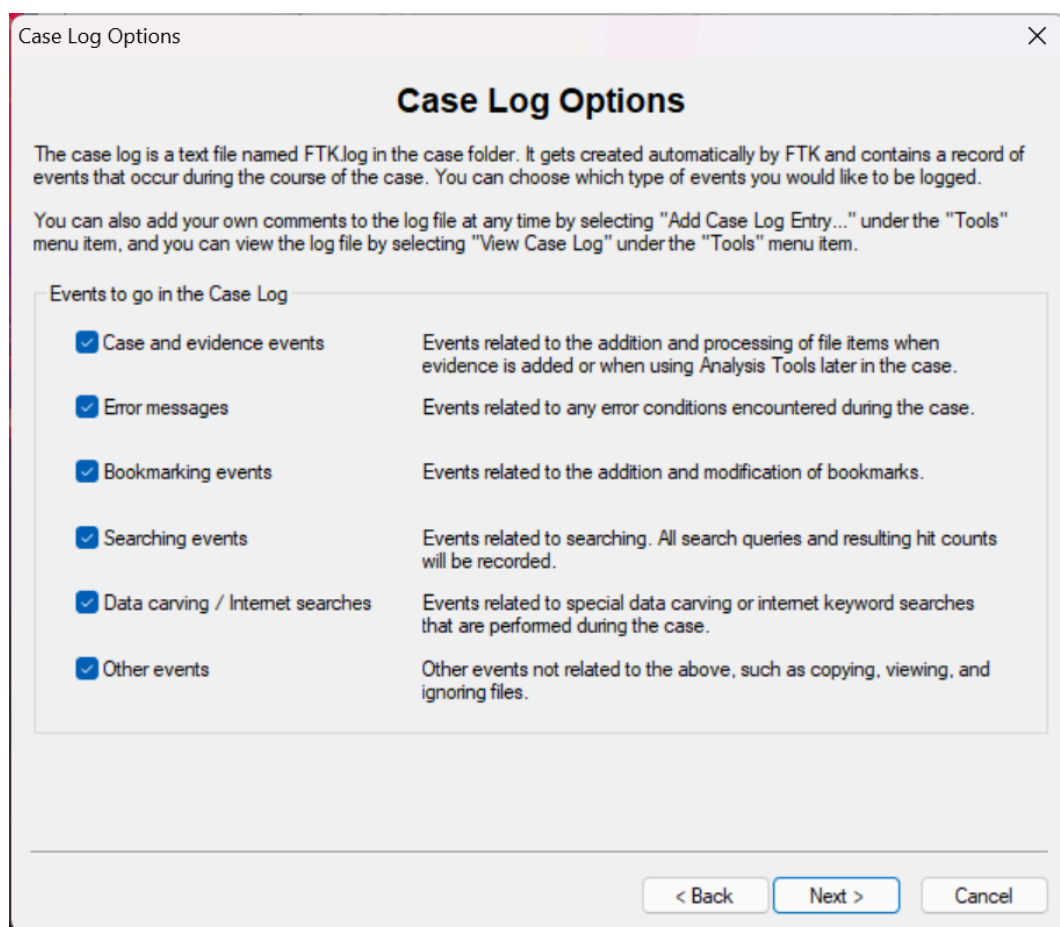 Case Log Options
Case Log Options
The case log is a text file named FTK.log in the case folder. It gets created automatically by FTK and contains a record of
events that occur during the course of the case. You can choose which type of events you would like to be logged.
You can also add your own comments to the log file at any time by selecting "Add Case Log Entry..." under the "Tools"
menu item, and you can view the log file by selecting "View Case Log" under the "Tools" menu item.
Events to go in the Case Log
Case and evidence events
Events related to the addition and processing of file items when
evidence is added or when using Analysis Tools later in the case.
Error messages
Events related to any error conditions encountered during the case.
Bookmarking events
Events related to the addition and modification of bookmarks.
Searching events
Events related to searching. All search queries and resulting hit counts
will be recorded.
Data carving / Internet searches
Events related to special data carving or internet keyword searches
that are performed during the case.
Other events
Other events not related to the above, such as copying, viewing, and
ignoring files.
< Back
Next >
Cancel